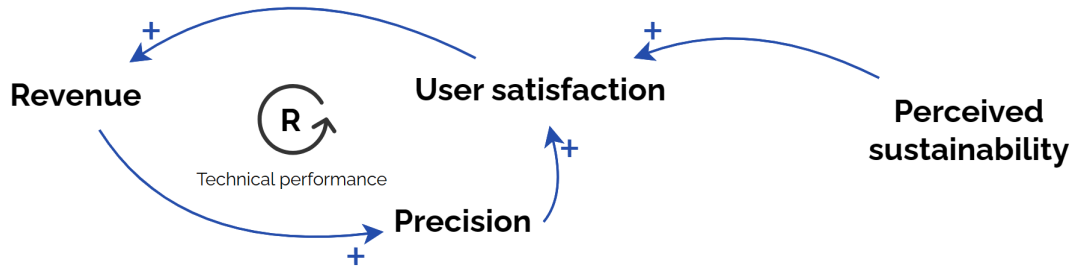 +
+
Revenue
User satisfaction
R
Perceived
sustainability
+
Technical performance
Precision
+